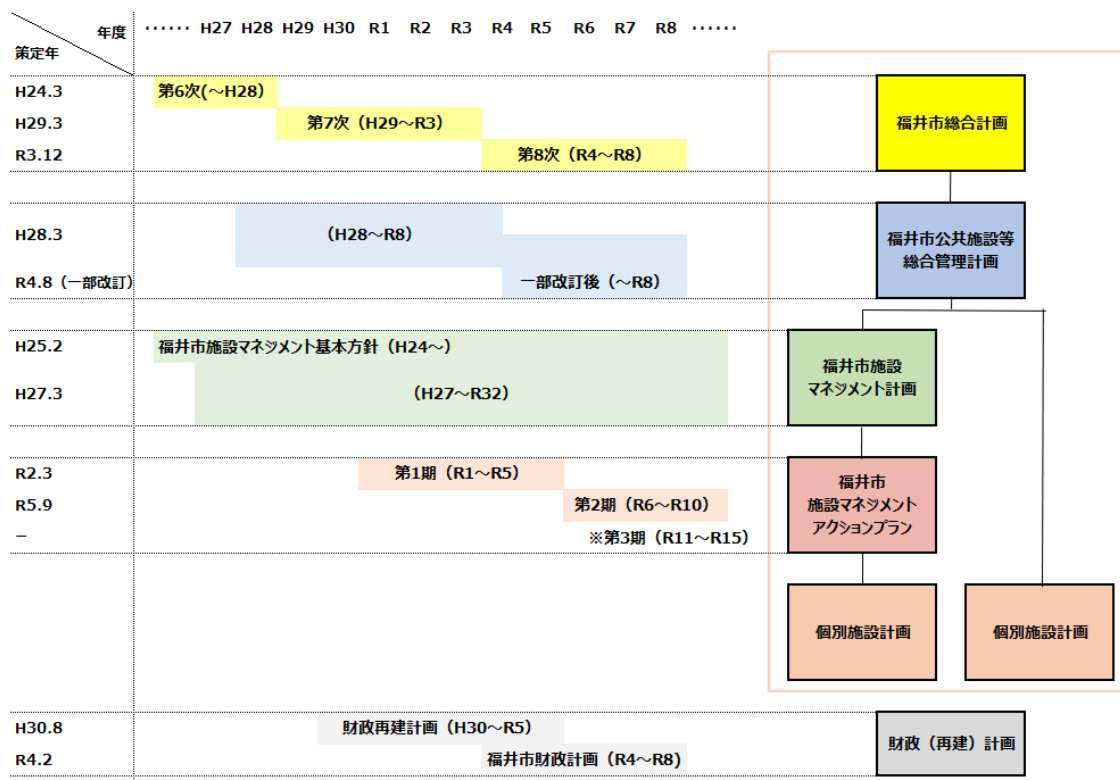 年度
策定年
‥‥‥ H27 H28 H29 H30 R1 R2 R3 R4 R5 R6 R7 R8 ‥‥‥
H24.3 第6次(～H28)
H29.3 第7次（H29～R3）
R3.12 第8次（R4～R8）
福井市総合計画
H28.3 （H28～R8）
R4.8（一部改訂） 一部改訂後（～R8）
福井市公共施設等
総合管理計画
H25.2 福井市施設マネジメント基本方針（H24～）
H27.3 （H27～R32）
福井市施設
マネジメント計画
R2.3 第1期（R1～R5）
R5.9 第2期（R6～R10）
－ ※第3期（R11～R15）
福井市
施設マネジメント
アクションプラン
個別施設計画 個別施設計画
H30.8 財政再建計画（H30～R5）
R4.2 福井市財政計画（R4～R8）
財政（再建）計画